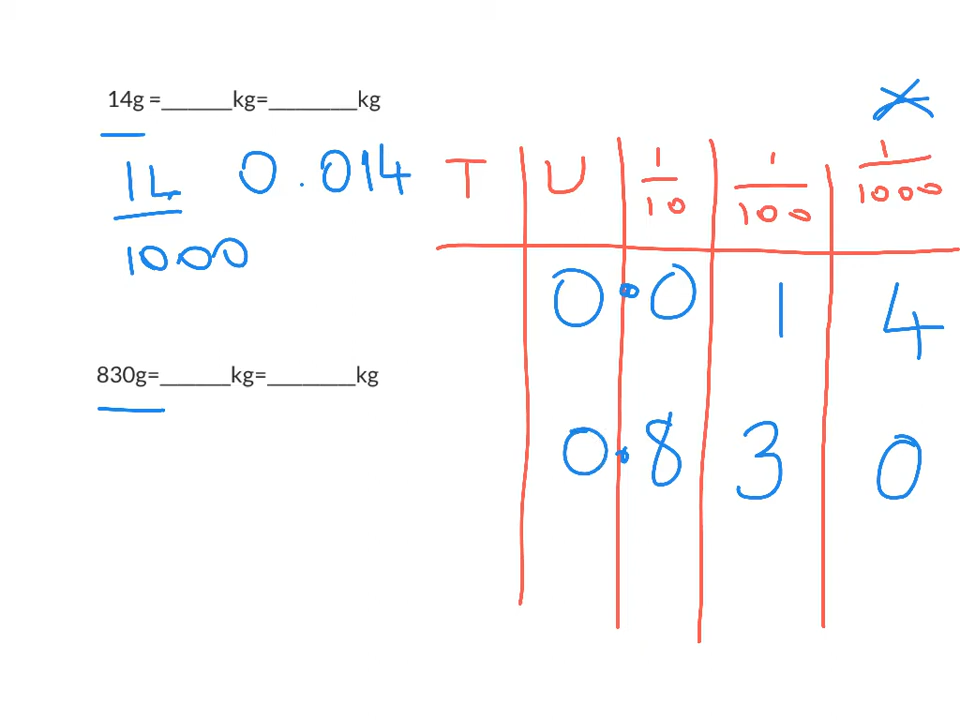 14g =______kg=________kg
14 0.014
1000
T U 1/10 1/100 1/1000
0.0 1 4
830g=______kg=________kg
0.8 3 0